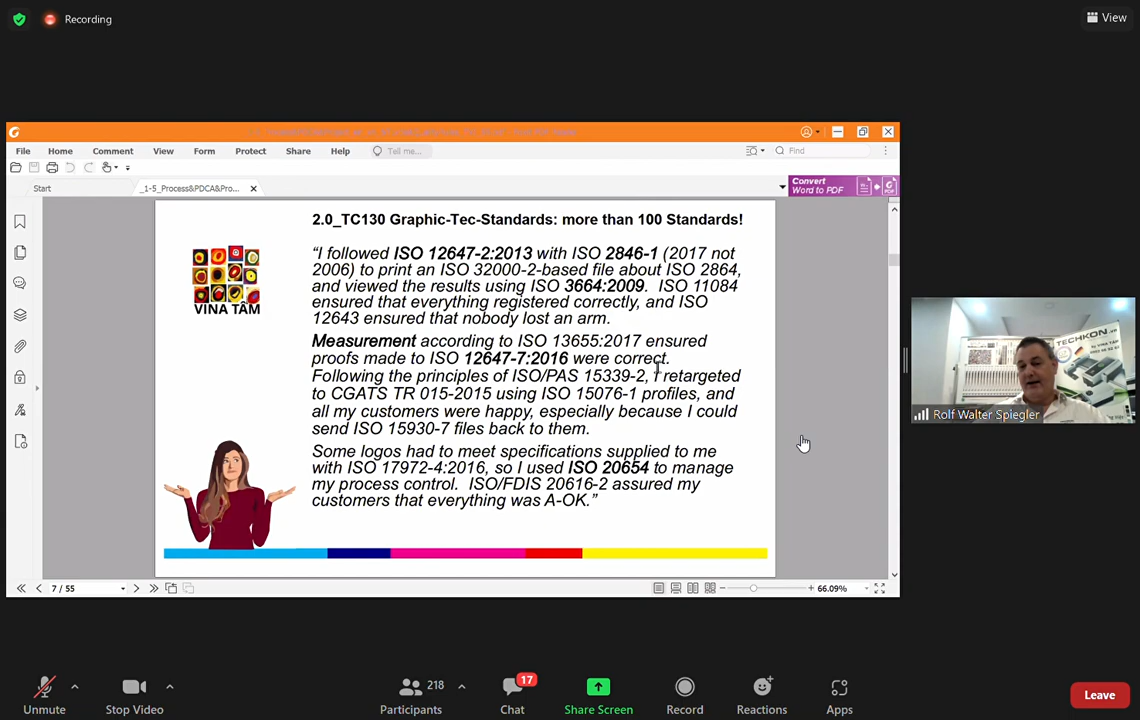 Recording
View
File Home Comment View Form Protect Share Help Tell me... Find
Start _1-5_Process&PDCA&Pro... Convert
Word to PDF
2.0_TC130 Graphic-Tec-Standards: more than 100 Standards!
VINA TÂM
“I followed ISO 12647-2:2013 with ISO 2846-1 (2017 not
2006) to print an ISO 32000-2-based file about ISO 2864,
and viewed the results using ISO 3664:2009. ISO 11084
ensured that everything registered correctly, and ISO
12643 ensured that nobody lost an arm.
Measurement according to ISO 13655:2017 ensured
proofs made to ISO 12647-7:2016 were correct.
Following the principles of ISO/PAS 15339-2, I retargeted
to CGATS TR 015-2015 using ISO 15076-1 profiles, and
all my customers were happy, especially because I could
send ISO 15930-7 files back to them.
Some logos had to meet specifications supplied to me
with ISO 17972-4:2016, so I used ISO 20654 to manage
my process control. ISO/FDIS 20616-2 assured my
customers that everything was A-OK.”
7 / 55 66.09%
TECHKON.vn
Rolf Walter Spiegler
Unmute Stop Video Participants 218 Chat 17 Share Screen Record Reactions Apps Leave